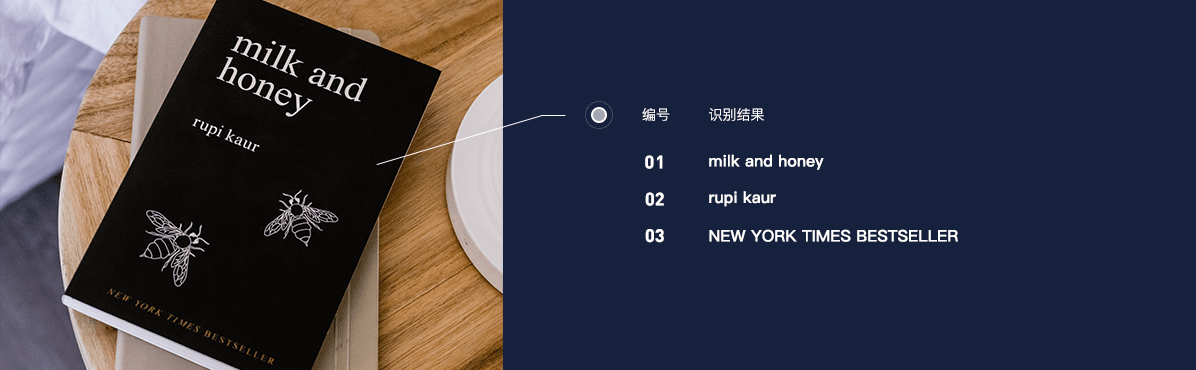 milk and
honey
rupi kaur
NEW YORK TIMES BESTSELLER
编号 识别结果
01 milk and honey
02 rupi kaur
03 NEW YORK TIMES BESTSELLER